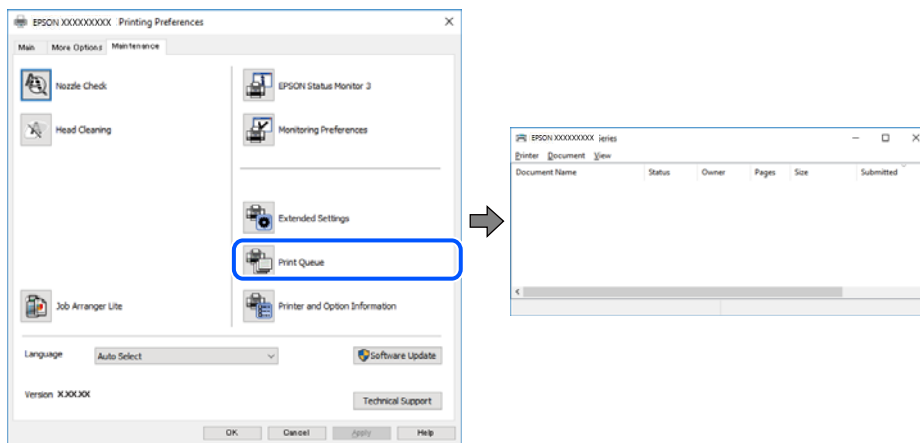 EPSON XXXXXXXXX Printing Preferences
Main More Options Maintenance
Nozzle Check
EPSON Status Monitor 3
Head Cleaning
Monitoring Preferences
Extended Settings
Print Queue
Job Arranger Lite
Printer and Option Information
Language Auto Select
Software Update
Version X.XX.XX
Technical Support
OK Cancel Apply Help
EPSON XXXXXXXXX ieries
Printer Document View
Document Name Status Owner Pages Size Submitted